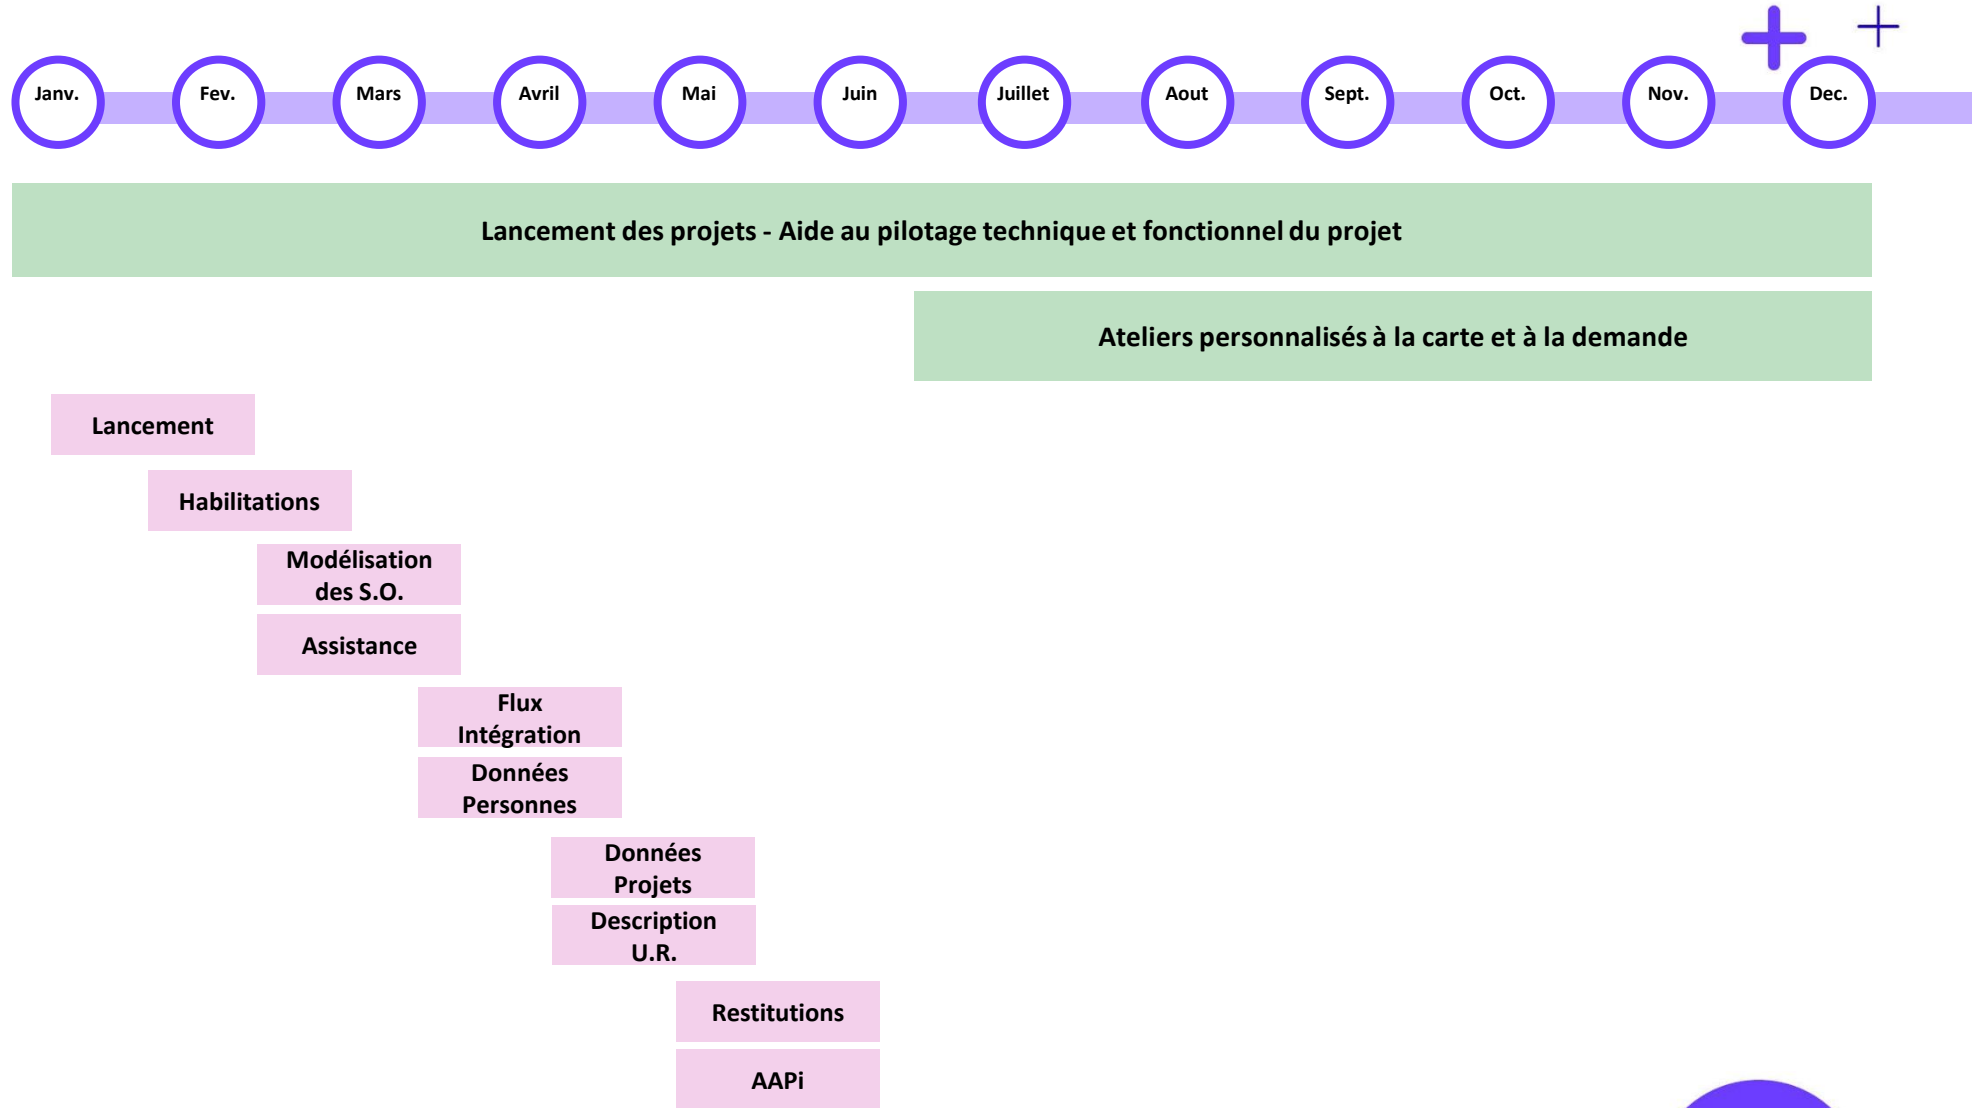 Janv.
Fev.
Mars
Avril
Mai
Juin
Juillet
Aout
Sept.
Oct.
Nov.
Dec.
Lancement des projets - Aide au pilotage technique et fonctionnel du projet
Ateliers personnalisés à la carte et à la demande
Lancement
Habilitations
Modélisation
des S.O.
Assistance
Flux
Intégration
Données
Personnes
Données
Projets
Description
U.R.
Restitutions
AAPi